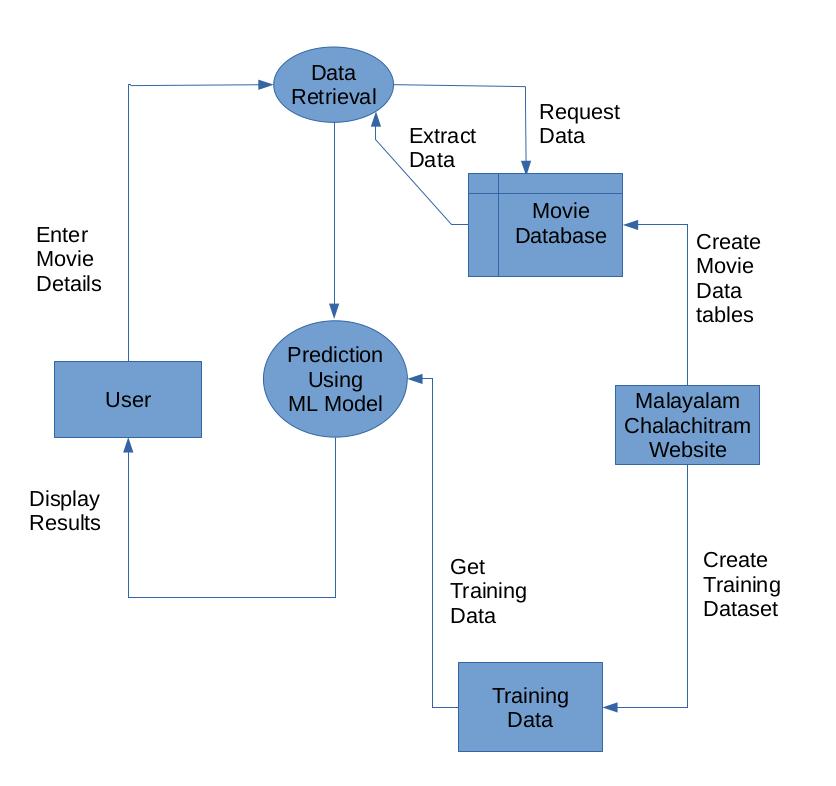 Data
Retrieval
Request
Data
Extract
Data
Movie
Database
Enter
Movie
Details
Create
Movie
Data
tables
Prediction
Using
ML Model
User
Malayalam
Chalachitram
Website
Display
Results
Get
Training
Data
Create
Training
Dataset
Training
Data